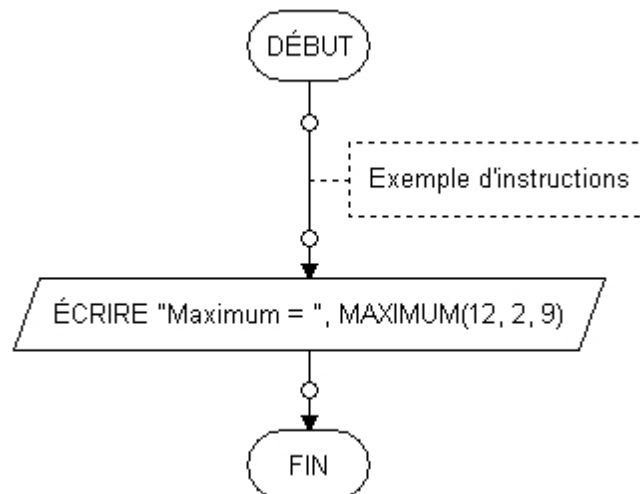 DÉBUT
Exemple d'instructions
ÉCRIRE "Maximum = ", MAXIMUM(12, 2, 9)
FIN